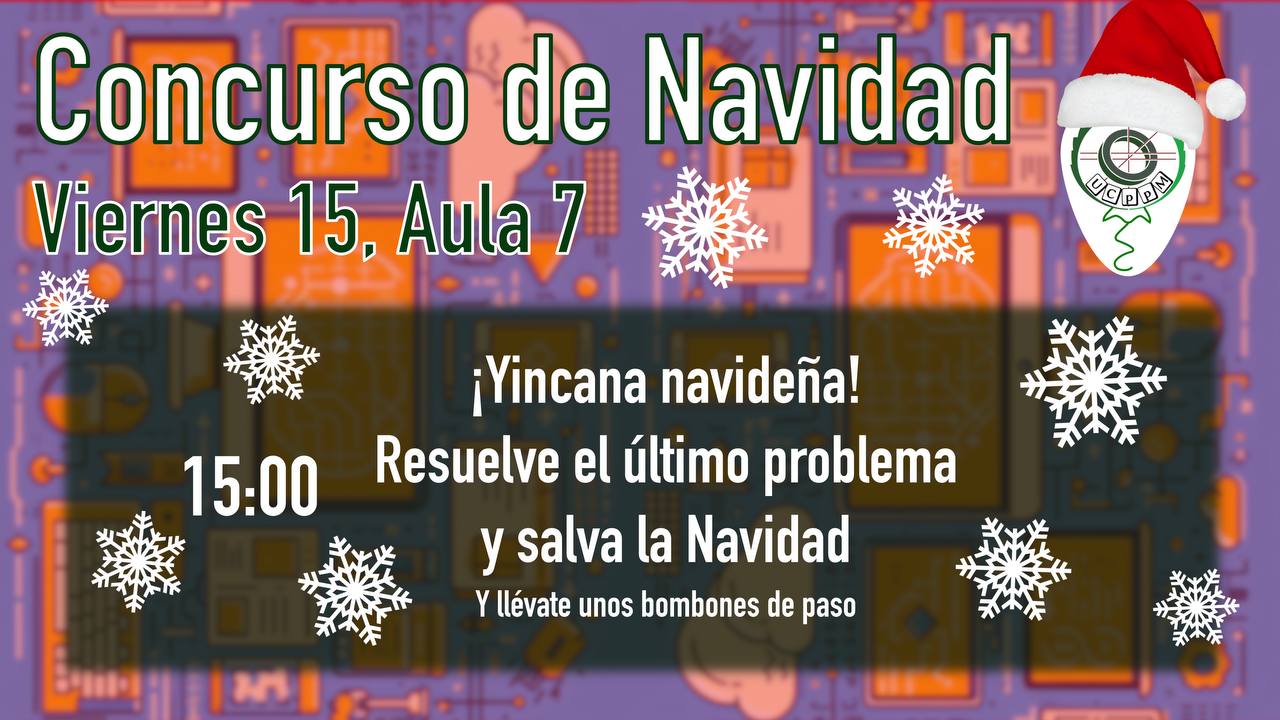 Concurso de Navidad
Viernes 15, Aula 7
UCPPM
¡Yincana navideña!
Resuelve el último problema
15:00
y salva la Navidad
Y llévate unos bombones de paso